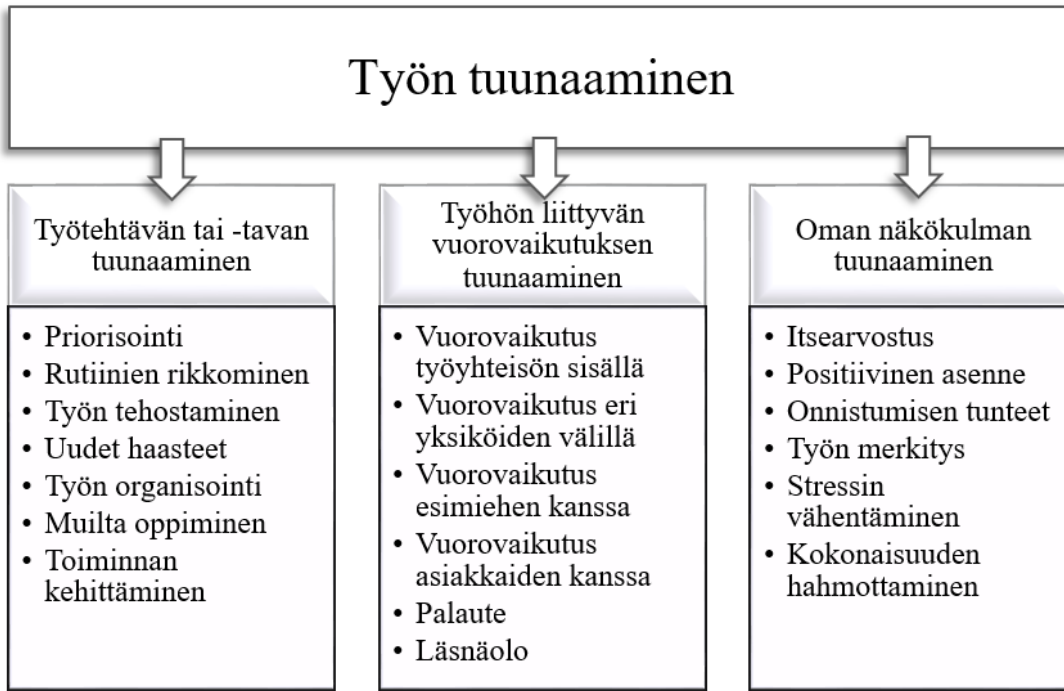 Työn tuunaaminen
Työtehtävän tai -tavan
tuunaaminen
• Priorisointi
• Rutiinien rikkominen
• Työn tehostaminen
• Uudet haasteet
• Työn organisointi
• Muilta oppiminen
• Toiminnan
kehittäminen
Työhön liittyvän
vuorovaikutuksen
tuunaaminen
• Vuorovaikutus
työyhteisön sisällä
• Vuorovaikutus eri
yksiköiden välillä
• Vuorovaikutus
esimiehen kanssa
• Vuorovaikutus
asiakkaiden kanssa
• Palaute
• Läsnäolo
Oman näkökulman
tuunaaminen
• Itsearvostus
• Positiivinen asenne
• Onnistumisen tunteet
• Työn merkitys
• Stressin
vähentäminen
• Kokonaisuuden
hahmottaminen